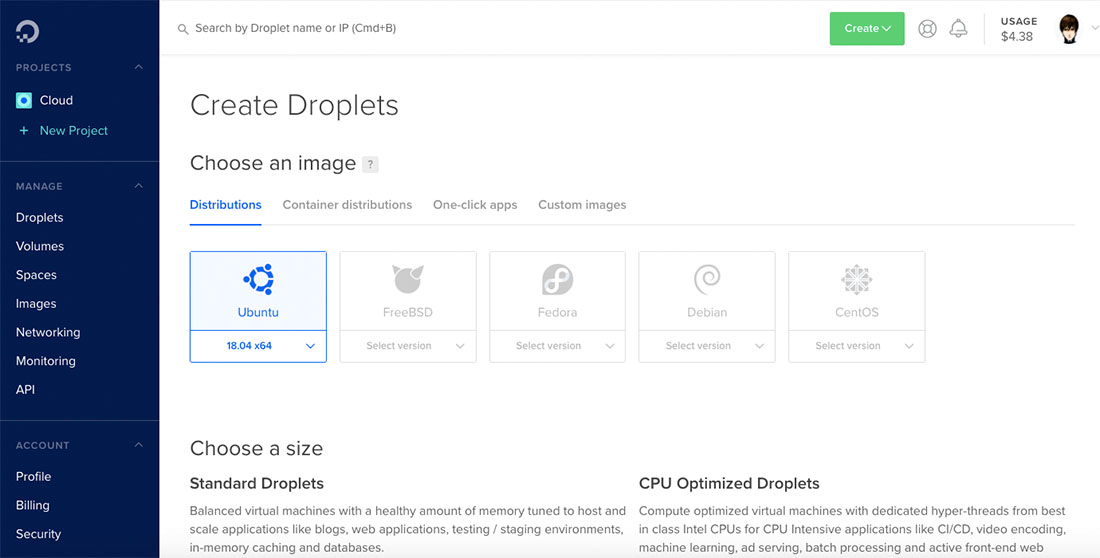 Search by Droplet name or IP (Cmd+B)
Create
USAGE
$4.38
PROJECTS
Cloud
+ New Project
MANAGE
Droplets
Volumes
Spaces
Images
Networking
Monitoring
API
ACCOUNT
Profile
Billing
Security
Create Droplets
Choose an image ?
Distributions Container distributions One-click apps Custom images
Ubuntu FreeBSD Fedora Debian CentOS
18.04 x64 Select version Select version Select version Select version
Choose a size
Standard Droplets
Balanced virtual machines with a healthy amount of memory tuned to host and
scale applications like blogs, web applications, testing / staging environments,
in-memory caching and databases.
CPU Optimized Droplets
Compute optimized virtual machines with dedicated hyper-threads from best
in class Intel CPUs for CPU Intensive applications like CI/CD, video encoding,
machine learning, ad serving, batch processing and active front-end web